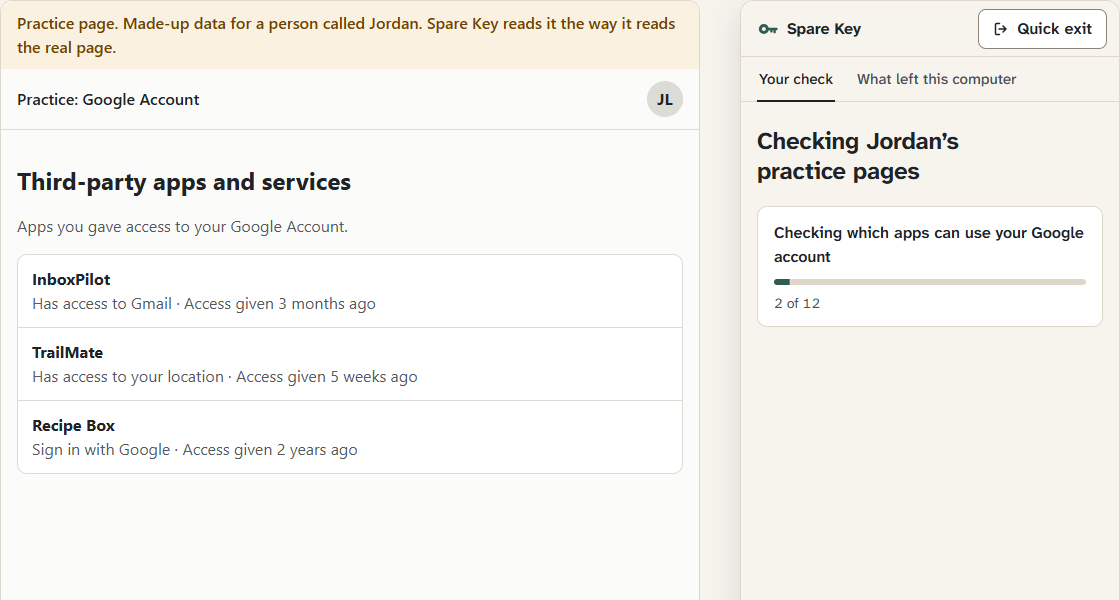 Practice page. Made-up data for a person called Jordan. Spare Key reads it the way it reads
the real page.
Practice: Google Account
JL
Third-party apps and services
Apps you gave access to your Google Account.
InboxPilot
Has access to Gmail · Access given 3 months ago
TrailMate
Has access to your location · Access given 5 weeks ago
Recipe Box
Sign in with Google · Access given 2 years ago
Spare Key
Quick exit
Your check
What left this computer
Checking Jordan’s
practice pages
Checking which apps can use your Google
account
2 of 12